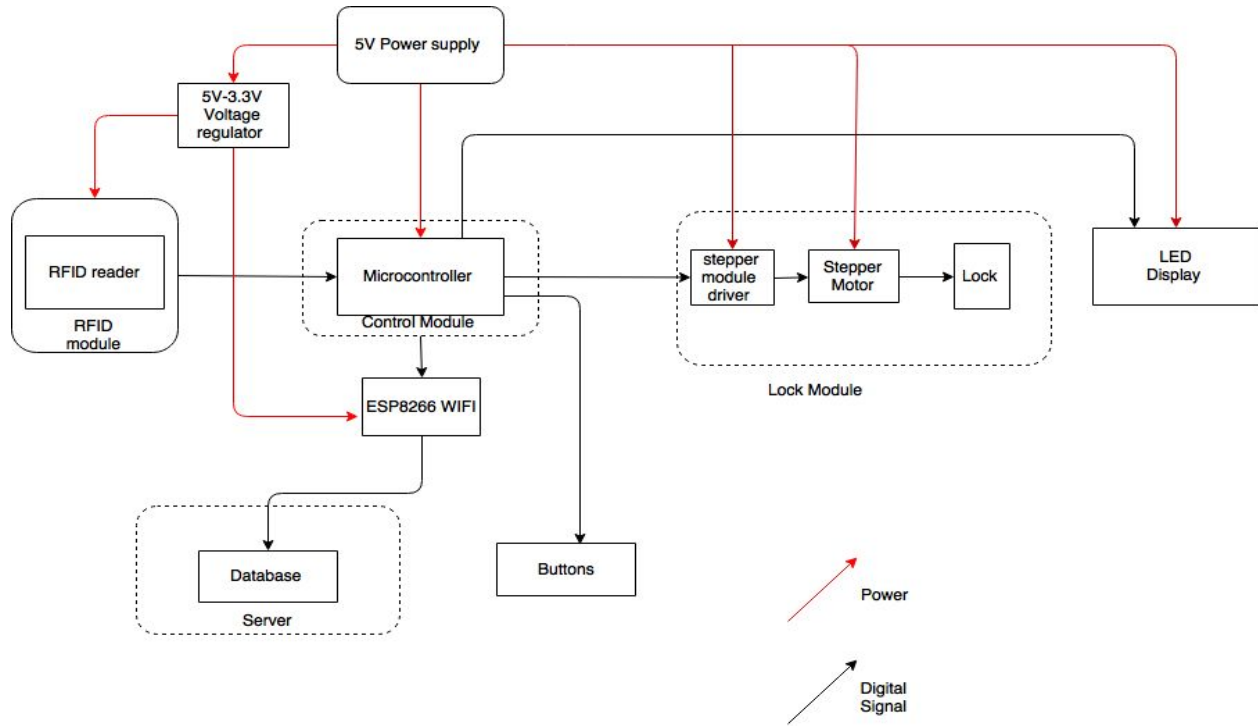 5V Power supply
5V-3.3V
Voltage
regulator
RFID reader
RFID
module
Microcontroller
Control Module
stepper
module
driver
Stepper
Motor
Lock
LED
Display
Lock Module
ESP8266 WIFI
Database
Server
Buttons
Power
Digital
Signal